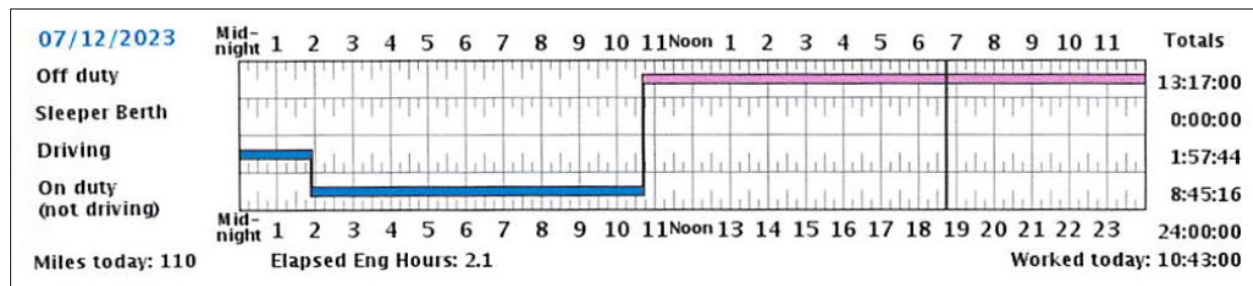 07/12/2023 Mid-night 1 2 3 4 5 6 7 8 9 10 11 Noon 1 2 3 4 5 6 7 8 9 10 11 Totals
Off duty 13:17:00
Sleeper Berth 0:00:00
Driving 1:57:44
On duty
(not driving) 8:45:16
Mid-night 1 2 3 4 5 6 7 8 9 10 11 Noon 13 14 15 16 17 18 19 20 21 22 23 24:00:00
Miles today: 110 Elapsed Eng Hours: 2.1 Worked today: 10:43:00